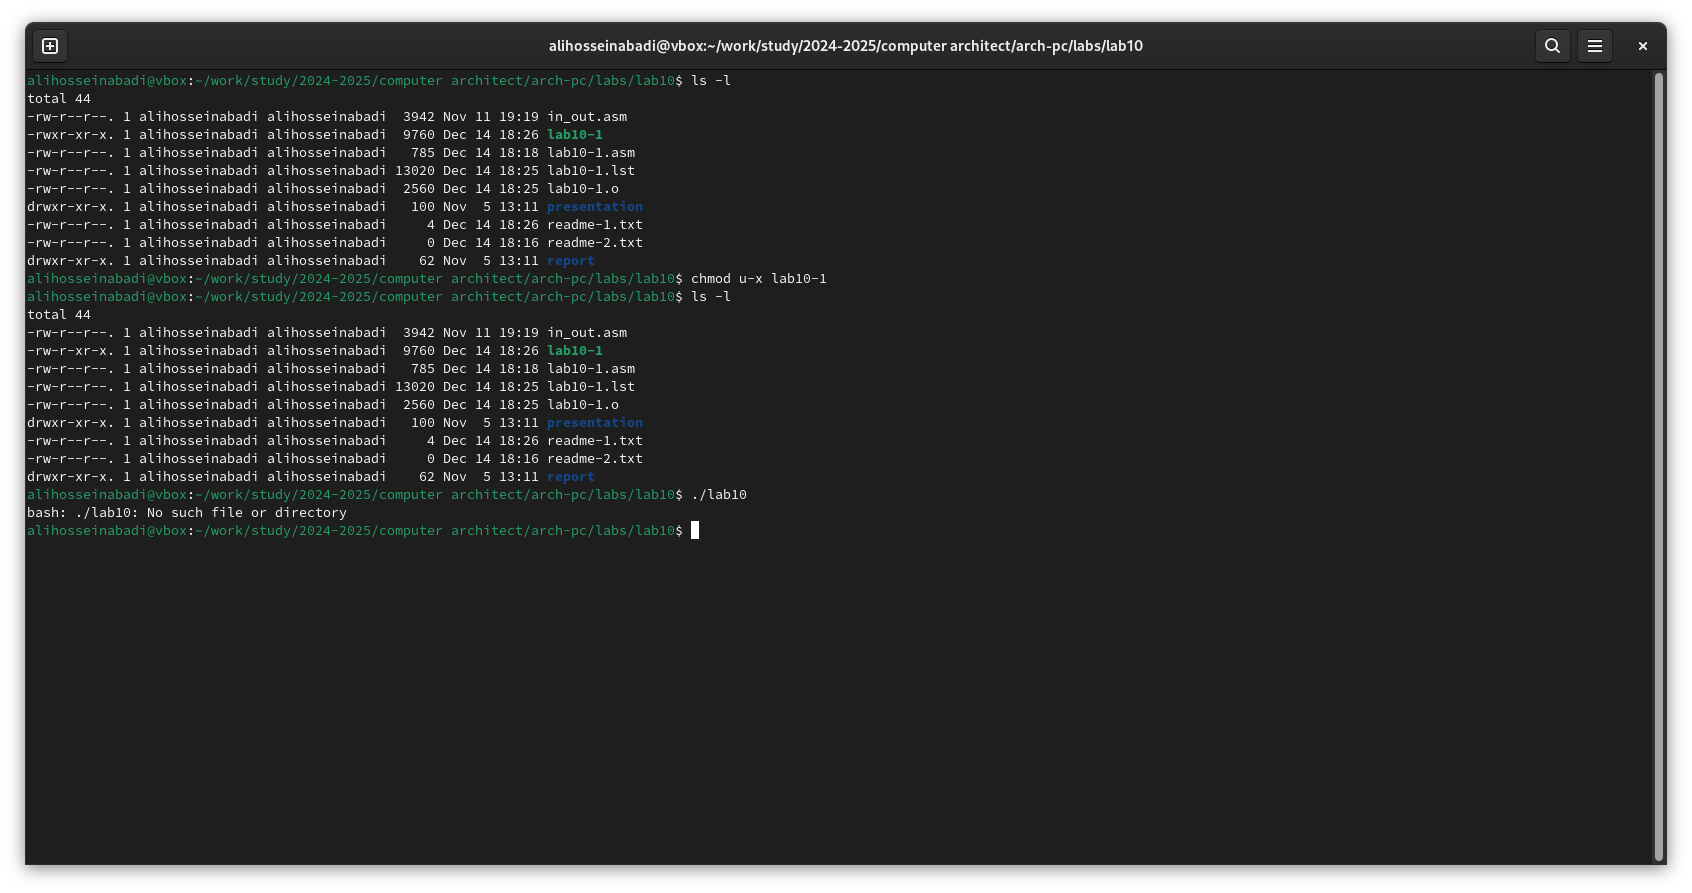 alihosseinabadi@vbox:~/work/study/2024-2025/computer architect/arch-pc/labs/lab10
alihosseinabadi@vbox:~/work/study/2024-2025/computer architect/arch-pc/labs/lab10$ ls -l
total 44
-rw-r--r--. 1 alihosseinabadi alihosseinabadi  3942 Nov 11 19:19 in_out.asm
-rwxr-xr-x. 1 alihosseinabadi alihosseinabadi  9760 Dec 14 18:26 lab10-1
-rw-r--r--. 1 alihosseinabadi alihosseinabadi   785 Dec 14 18:18 lab10-1.asm
-rw-r--r--. 1 alihosseinabadi alihosseinabadi 13020 Dec 14 18:25 lab10-1.lst
-rw-r--r--. 1 alihosseinabadi alihosseinabadi  2560 Dec 14 18:25 lab10-1.o
drwxr-xr-x. 1 alihosseinabadi alihosseinabadi   100 Nov  5 13:11 presentation
-rw-r--r--. 1 alihosseinabadi alihosseinabadi     4 Dec 14 18:26 readme-1.txt
-rw-r--r--. 1 alihosseinabadi alihosseinabadi     0 Dec 14 18:16 readme-2.txt
drwxr-xr-x. 1 alihosseinabadi alihosseinabadi    62 Nov  5 13:11 report
alihosseinabadi@vbox:~/work/study/2024-2025/computer architect/arch-pc/labs/lab10$ chmod u-x lab10-1
alihosseinabadi@vbox:~/work/study/2024-2025/computer architect/arch-pc/labs/lab10$ ls -l
total 44
-rw-r--r--. 1 alihosseinabadi alihosseinabadi  3942 Nov 11 19:19 in_out.asm
-rw-r-xr-x. 1 alihosseinabadi alihosseinabadi  9760 Dec 14 18:26 lab10-1
-rw-r--r--. 1 alihosseinabadi alihosseinabadi   785 Dec 14 18:18 lab10-1.asm
-rw-r--r--. 1 alihosseinabadi alihosseinabadi 13020 Dec 14 18:25 lab10-1.lst
-rw-r--r--. 1 alihosseinabadi alihosseinabadi  2560 Dec 14 18:25 lab10-1.o
drwxr-xr-x. 1 alihosseinabadi alihosseinabadi   100 Nov  5 13:11 presentation
-rw-r--r--. 1 alihosseinabadi alihosseinabadi     4 Dec 14 18:26 readme-1.txt
-rw-r--r--. 1 alihosseinabadi alihosseinabadi     0 Dec 14 18:16 readme-2.txt
drwxr-xr-x. 1 alihosseinabadi alihosseinabadi    62 Nov  5 13:11 report
alihosseinabadi@vbox:~/work/study/2024-2025/computer architect/arch-pc/labs/lab10$ ./lab10
bash: ./lab10: No such file or directory
alihosseinabadi@vbox:~/work/study/2024-2025/computer architect/arch-pc/labs/lab10$